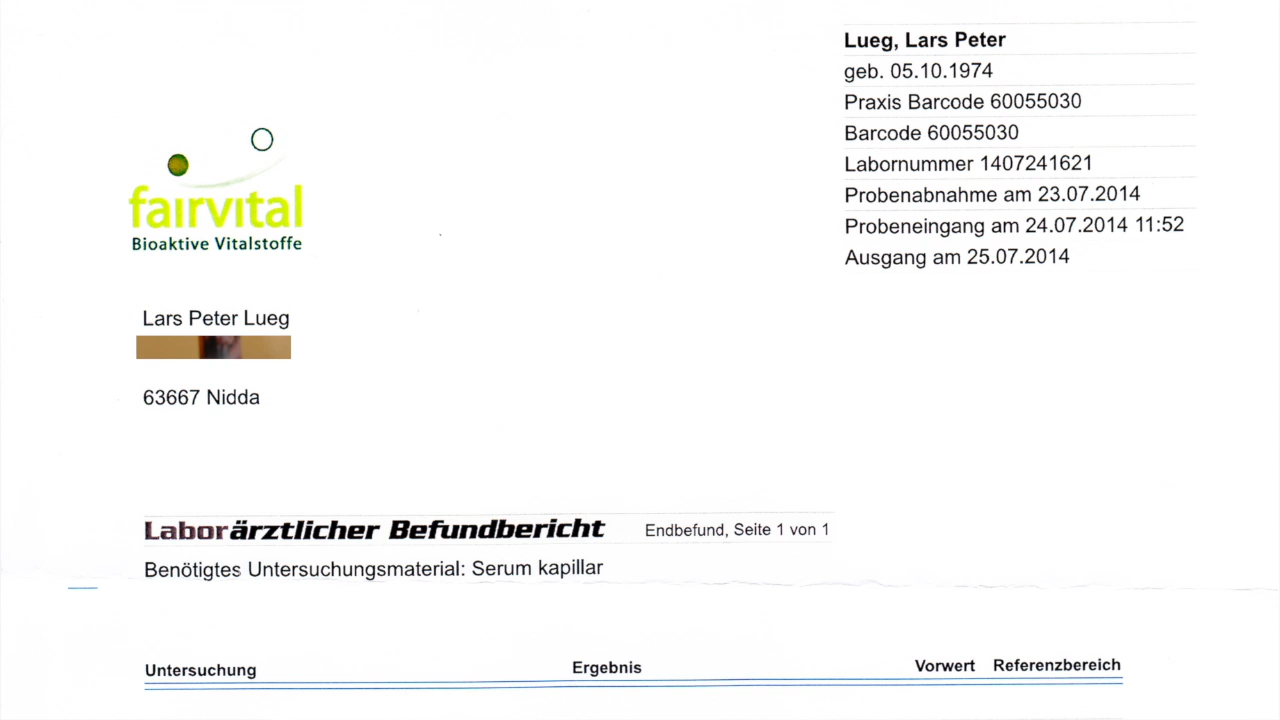 Lueg, Lars Peter
geb. 05.10.1974
Praxis Barcode 60055030
Barcode 60055030
Labornummer 1407241621
Probenabnahme am 23.07.2014
Probeneingang am 24.07.2014 11:52
Ausgang am 25.07.2014
fairvital
Bioaktive Vitalstoffe
Lars Peter Lueg
63667 Nidda
Laborärztlicher Befundbericht Endbefund, Seite 1 von 1
Benötigtes Untersuchungsmaterial: Serum kapillar
Untersuchung Ergebnis Vorwert Referenzbereich